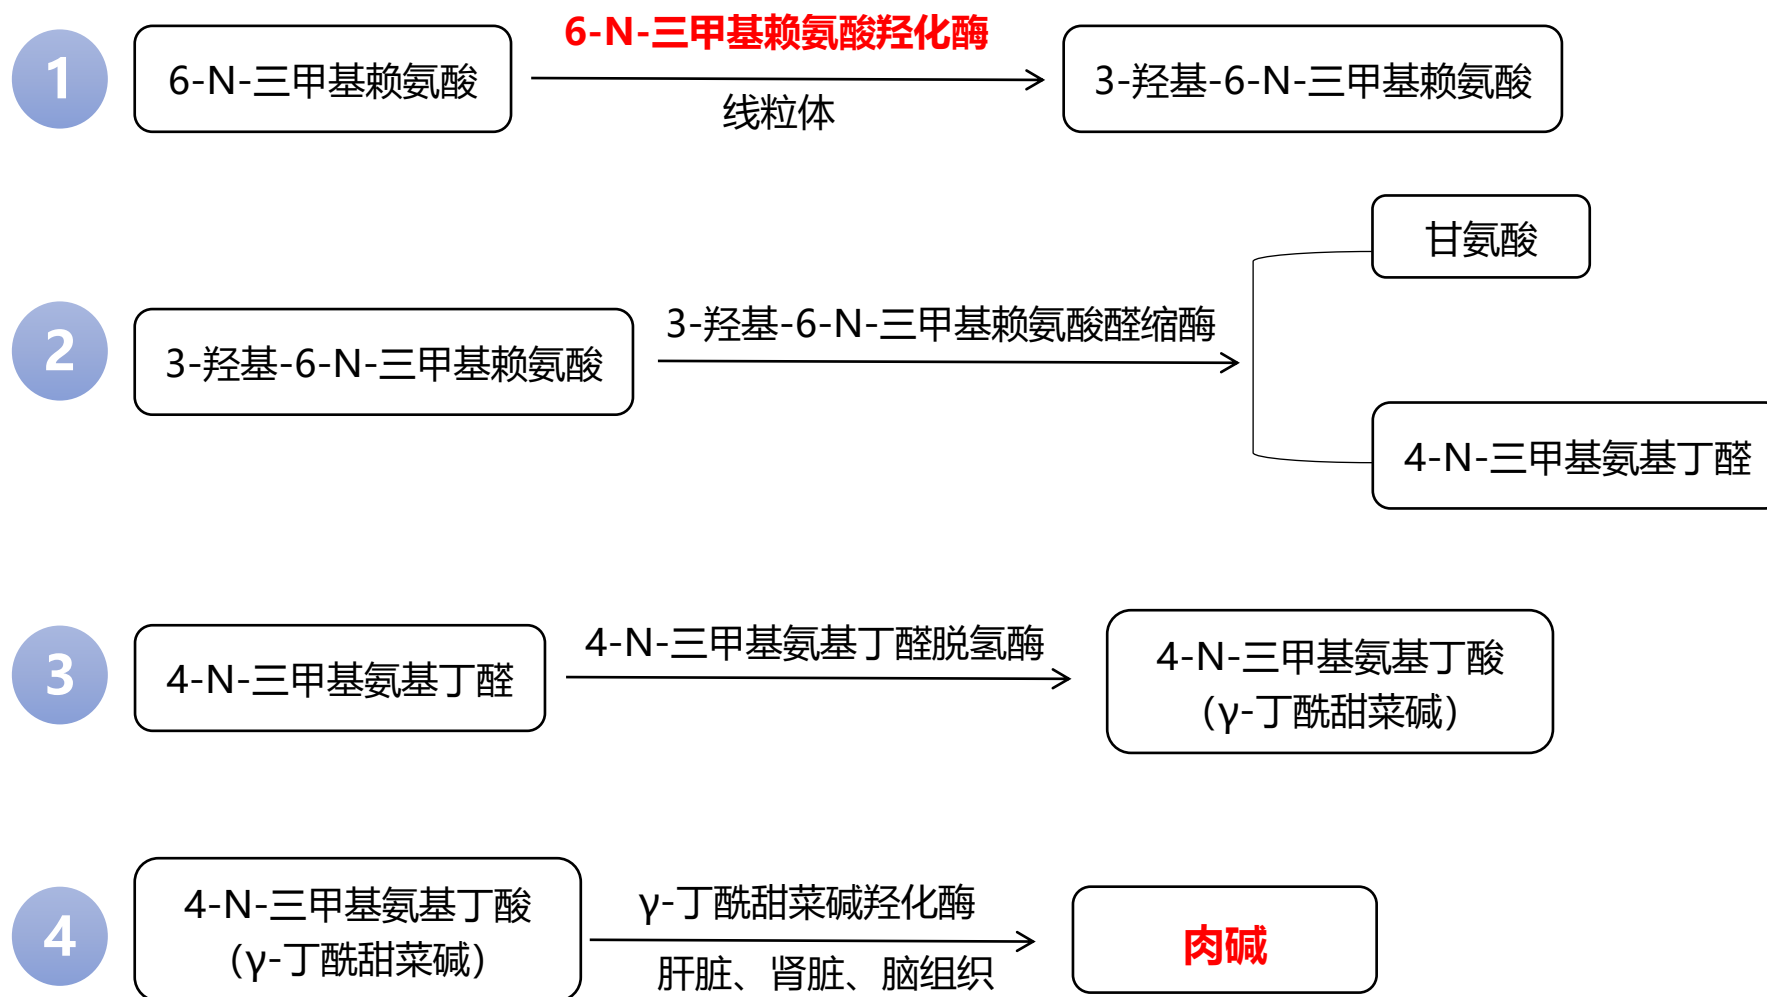 1
6-N-三甲基赖氨酸
6-N-三甲基赖氨酸羟化酶
线粒体
3-羟基-6-N-三甲基赖氨酸
2
3-羟基-6-N-三甲基赖氨酸
3-羟基-6-N-三甲基赖氨酸醛缩酶
甘氨酸
4-N-三甲基氨基丁醛
3
4-N-三甲基氨基丁醛
4-N-三甲基氨基丁醛脱氢酶
4-N-三甲基氨基丁酸
（γ-丁酰甜菜碱）
4
4-N-三甲基氨基丁酸
（γ-丁酰甜菜碱）
γ-丁酰甜菜碱羟化酶
肝脏、肾脏、脑组织
肉碱